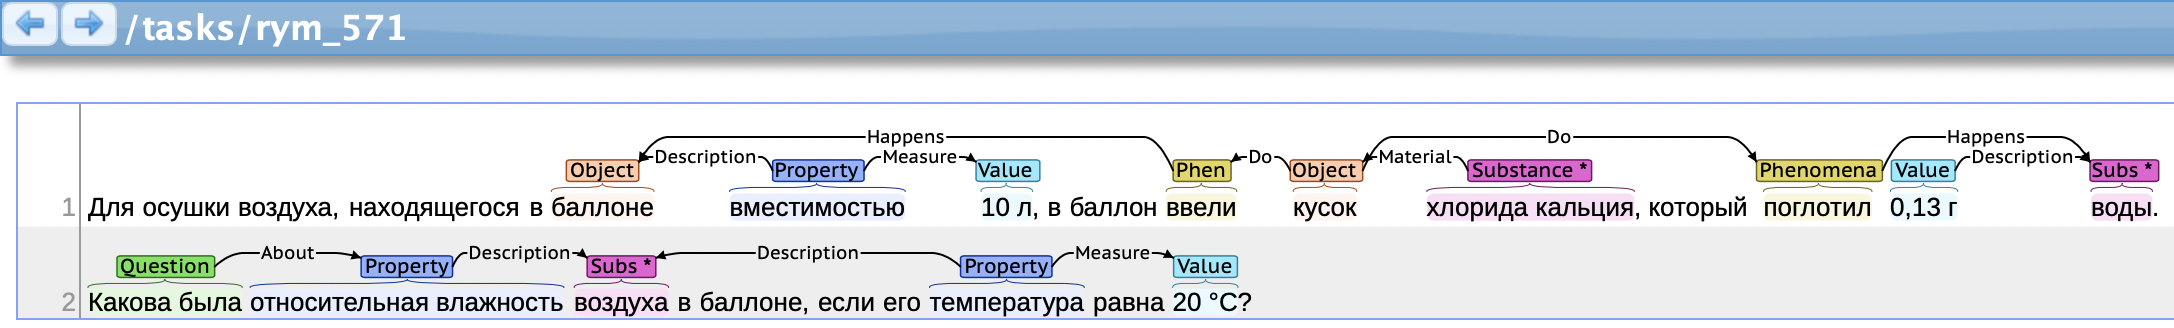 /tasks/rym_571
Happens Do Happens
Description Measure Do Material Description
Object Property Value Phen Object Substance * Phenomena Value Subs *
1 Для осушки воздуха, находящегося в баллоне вместимостью 10 л, в баллон ввели кусок хлорида кальция, который поглотил 0,13 г воды.
About Description Description Measure
Question Property Subs * Property Value
2 Какова была относительная влажность воздуха в баллоне, если его температура равна 20 °C?